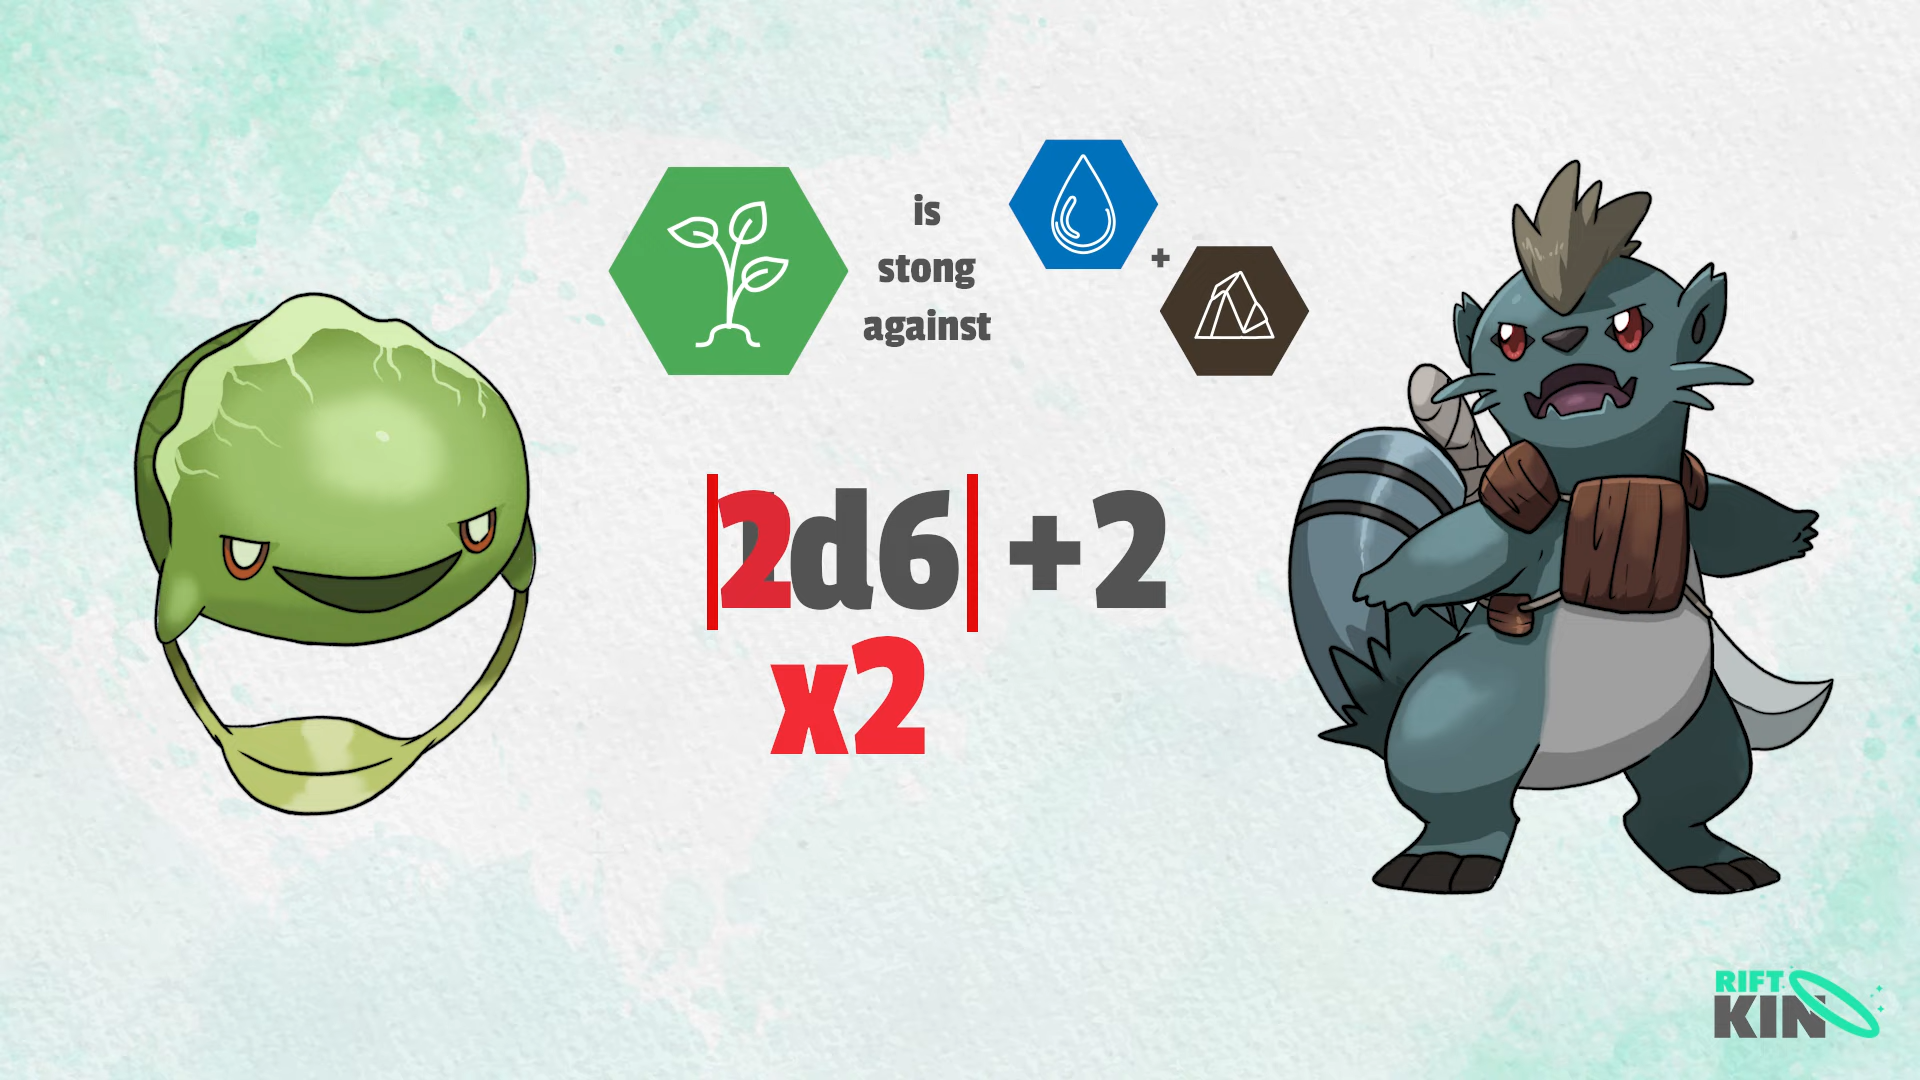 is
stong
against
+
2d6 +2
x2
RIFT
KIN